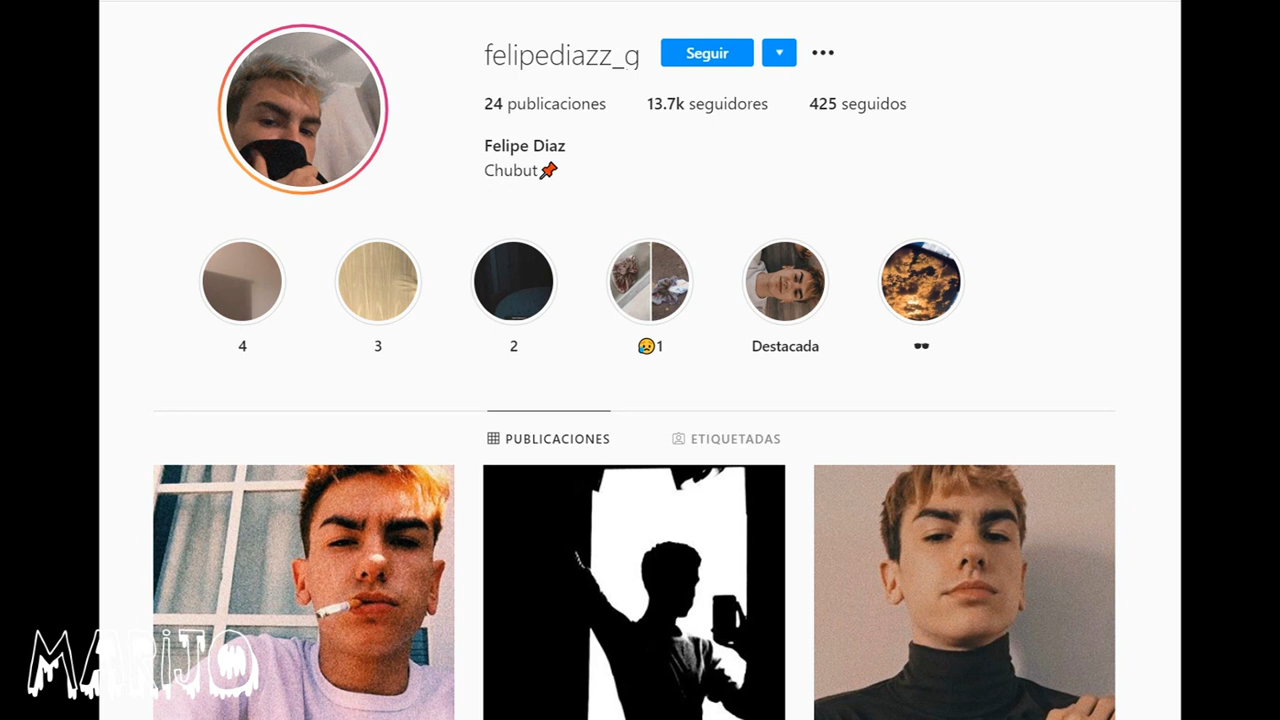 felipediazz_g Seguir
24 publicaciones 13.7k seguidores 425 seguidos
Felipe Diaz
Chubut📌
4 3 2 😥1 Destacada 🕶️
PUBLICACIONES ETIQUETADAS
MARiJO